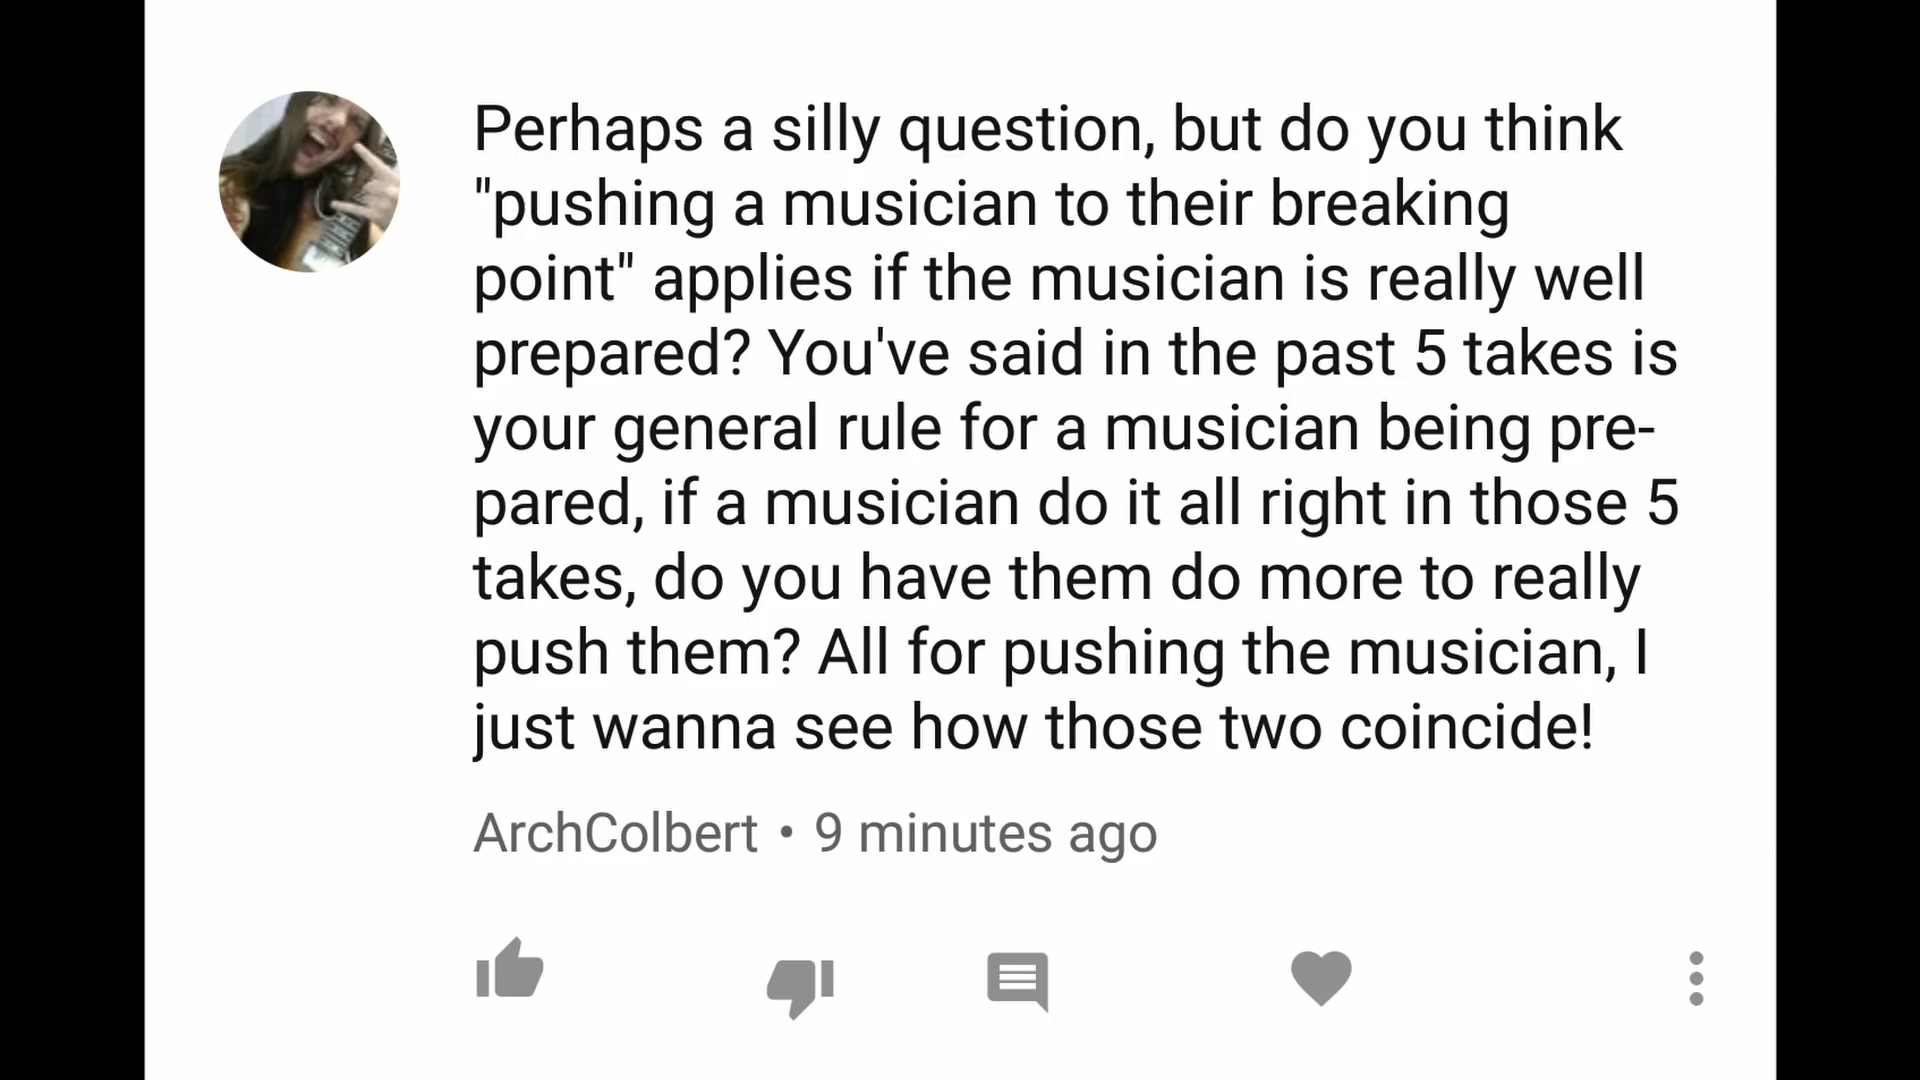 Perhaps a silly question, but do you think
"pushing a musician to their breaking
point" applies if the musician is really well
prepared? You've said in the past 5 takes is
your general rule for a musician being pre-
pared, if a musician do it all right in those 5
takes, do you have them do more to really
push them? All for pushing the musician, I
just wanna see how those two coincide!
ArchColbert • 9 minutes ago